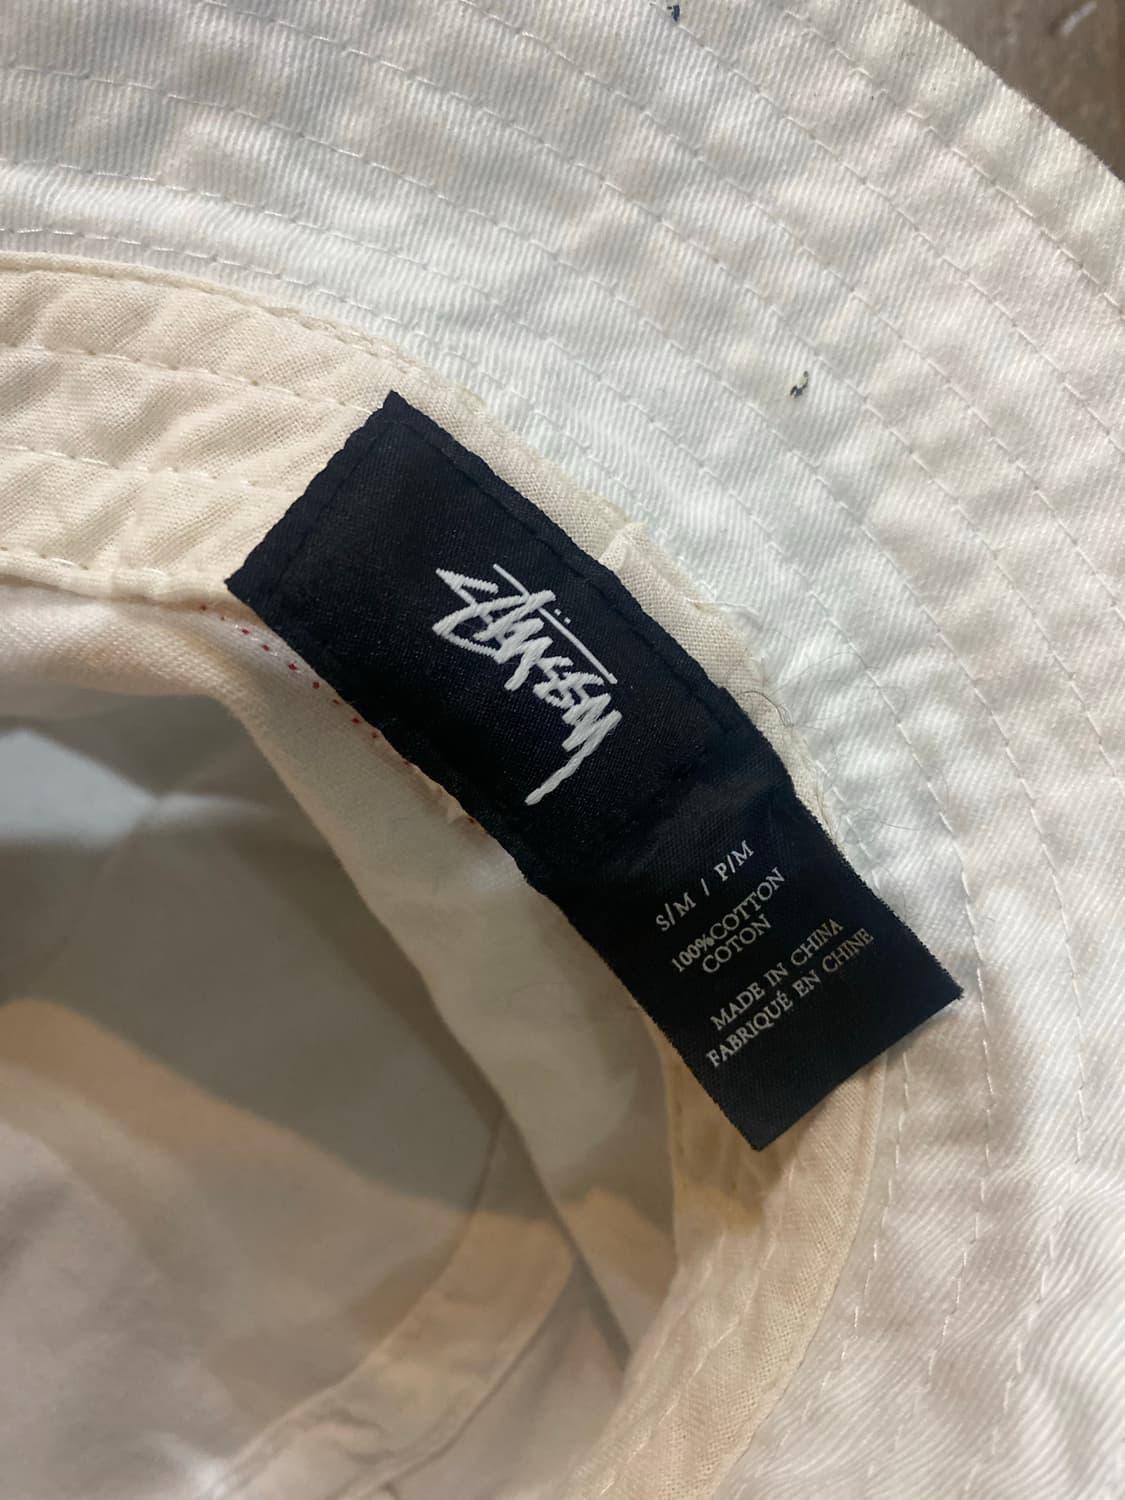 Stüssy
S/M / P/M
100%COTTON
COTON
MADE IN CHINA
FABRIQUÉ EN CHINE